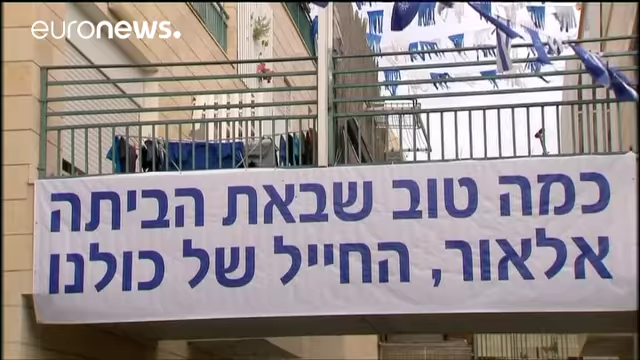 euronews.
כמה טוב שבאת הביתה
אלאור, החייל של כולנו